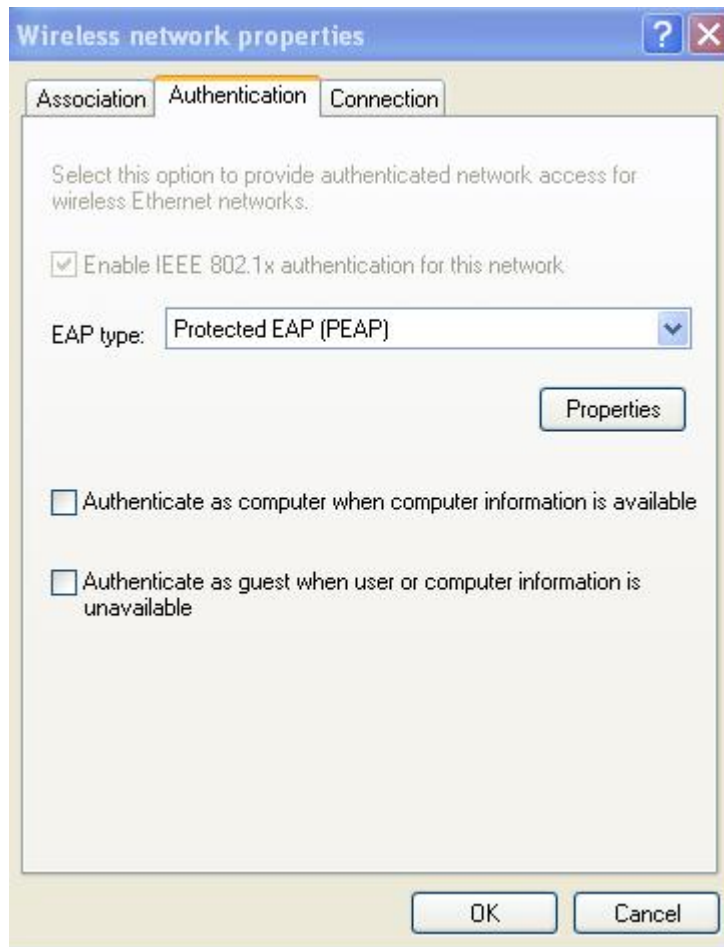 Wireless network properties
Association Authentication Connection
Select this option to provide authenticated network access for
wireless Ethernet networks.
Enable IEEE 802.1x authentication for this network
EAP type: Protected EAP (PEAP)
Properties
Authenticate as computer when computer information is available
Authenticate as guest when user or computer information is
unavailable
OK Cancel